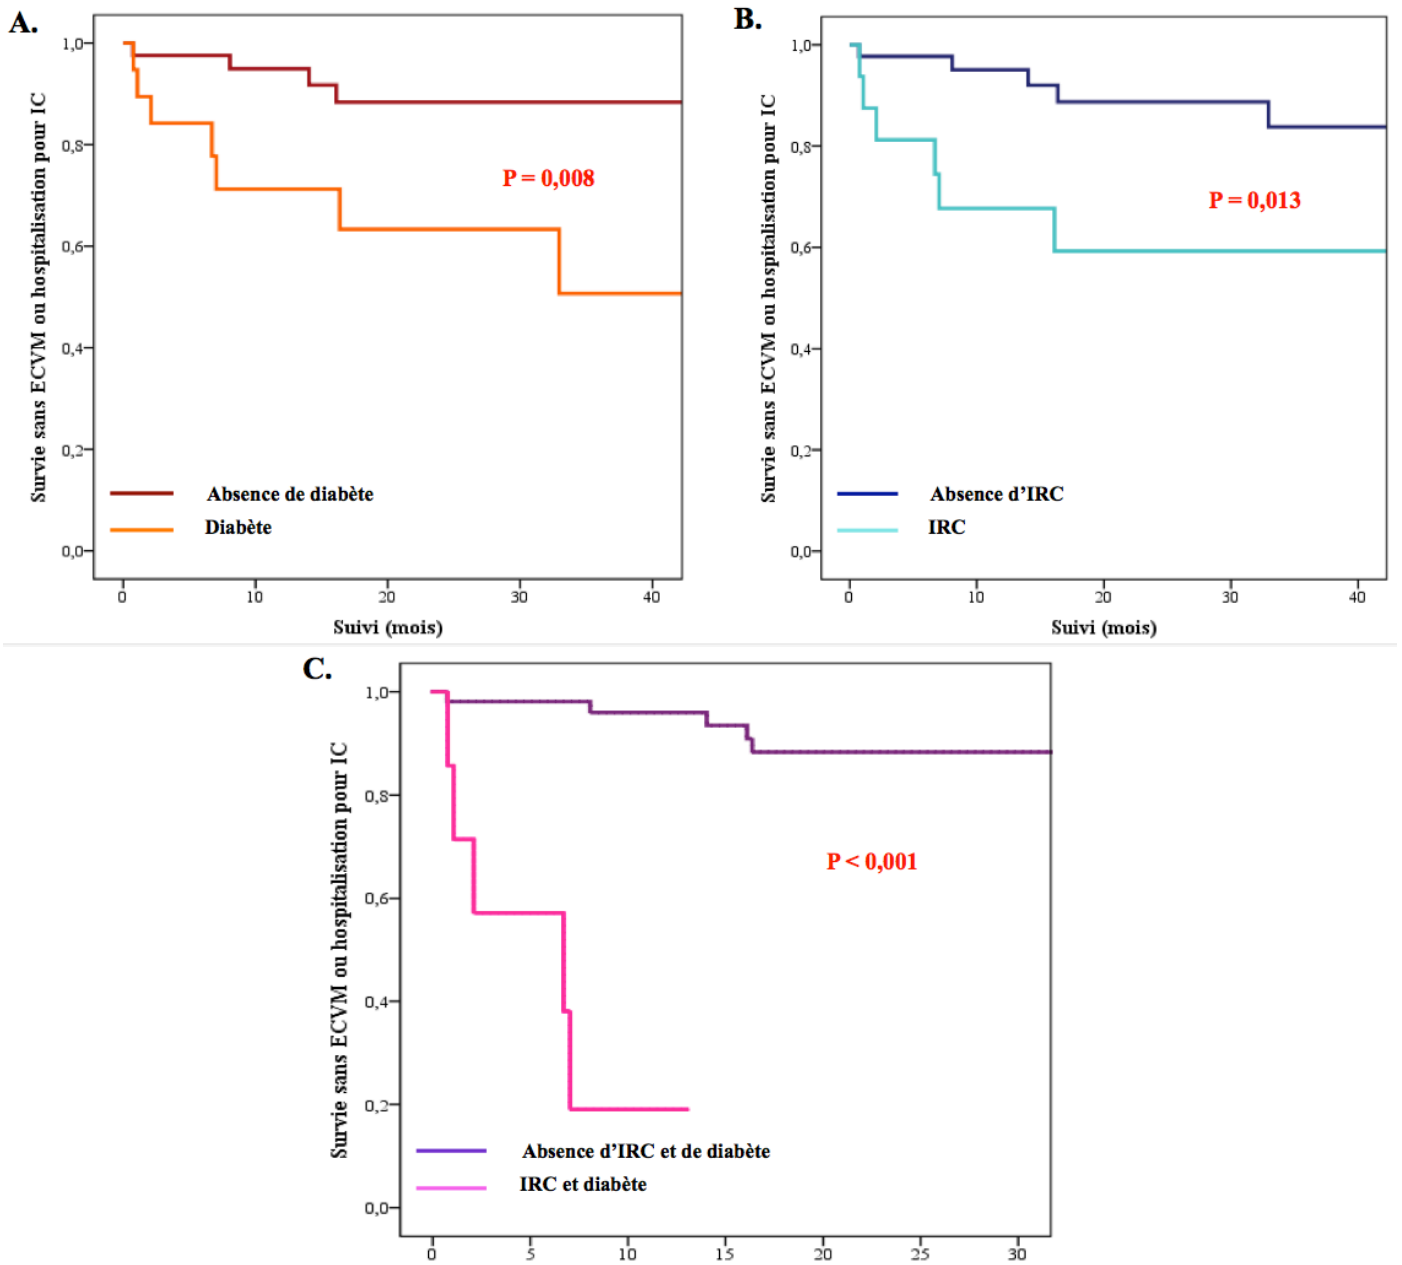 A.
Survie sans ECVM ou hospitalisation pour IC
1,0
0,8
0,6
0,4
0,2
0,0
P = 0,008
Absence de diabète
Diabète
0 10 20 30 40
Suivi (mois)
B.
Survie sans ECVM ou hospitalisation pour IC
1,0
0,8
0,6
0,4
0,2
0,0
P = 0,013
Absence d’IRC
IRC
0 10 20 30 40
Suivi (mois)
C.
Survie sans ECVM ou hospitalisation pour IC
1,0
0,8
0,6
0,4
0,2
0,0
P < 0,001
Absence d’IRC et de diabète
IRC et diabète
0 5 10 15 20 25 30